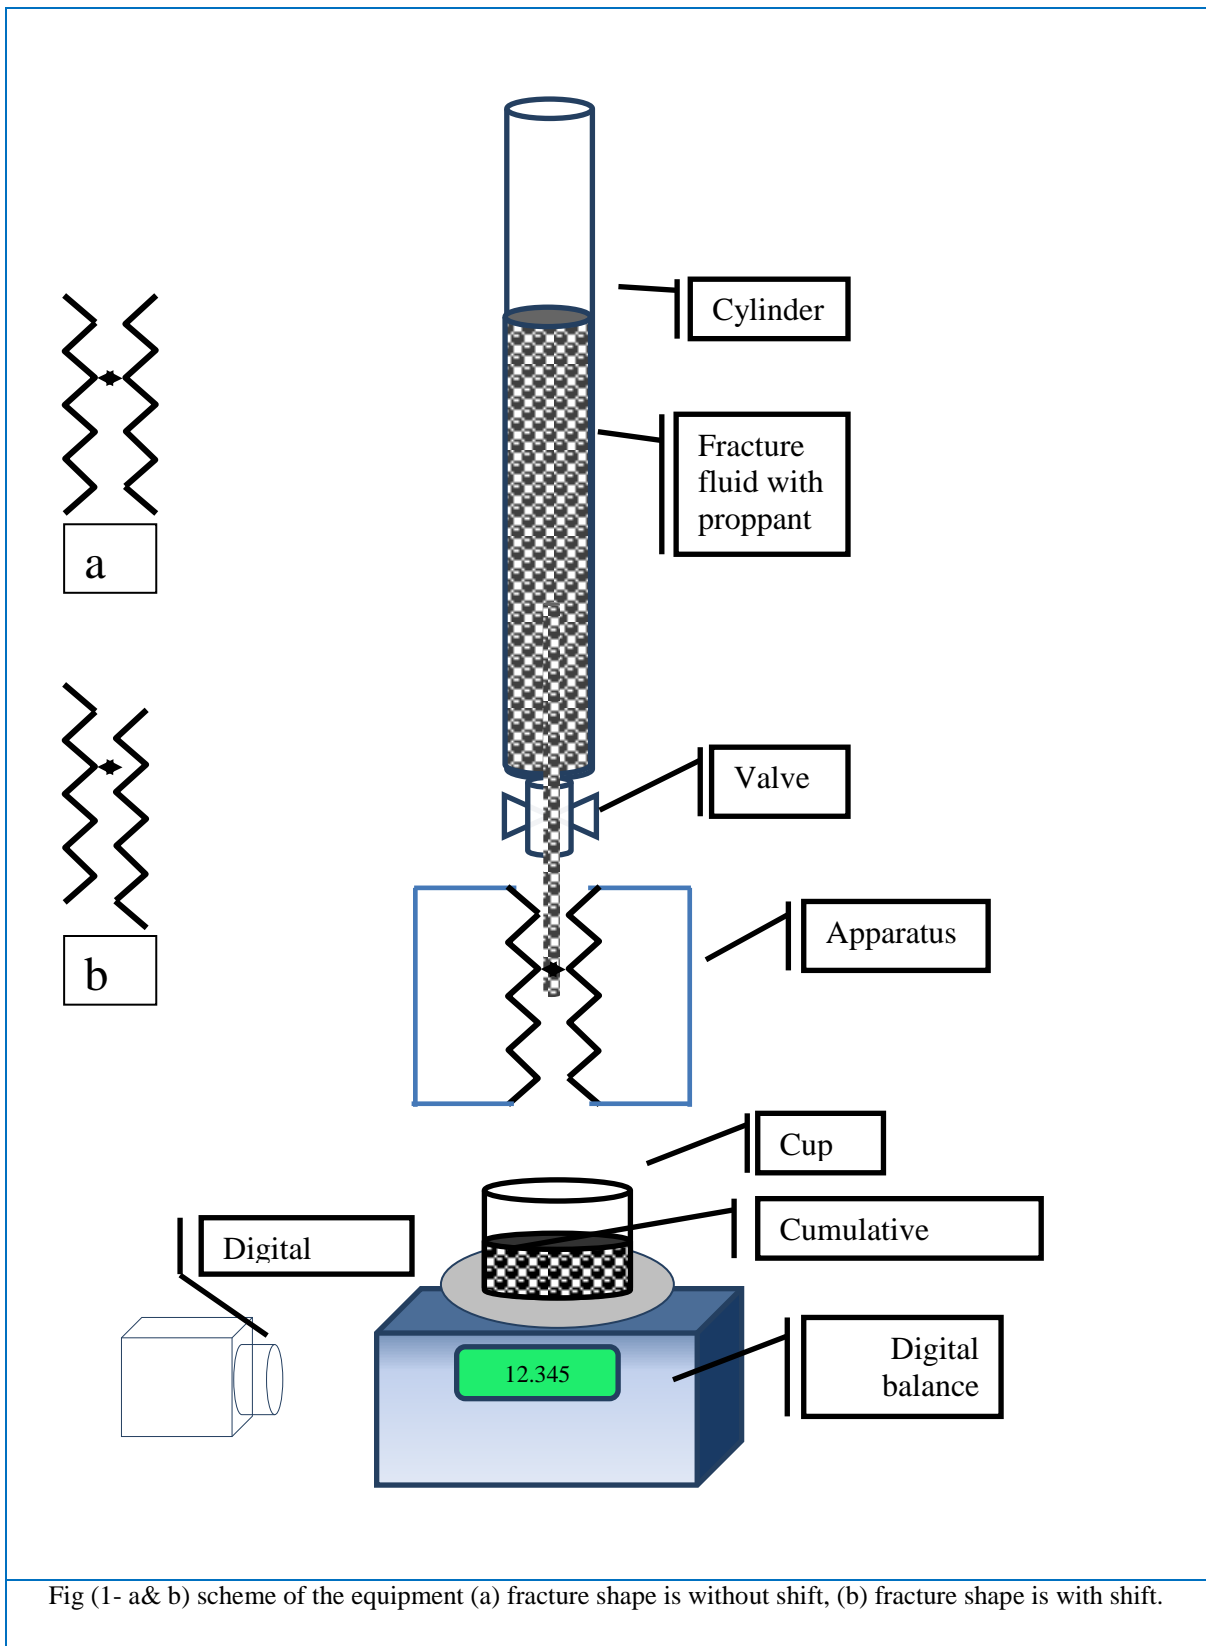 Cylinder
a
Fracture
fluid with
proppant
b
Valve
Apparatus
Cup
Cumulative
Digital
Digital
balance
12.345
Fig (1- a& b) scheme of the equipment (a) fracture shape is without shift, (b) fracture shape is with shift.